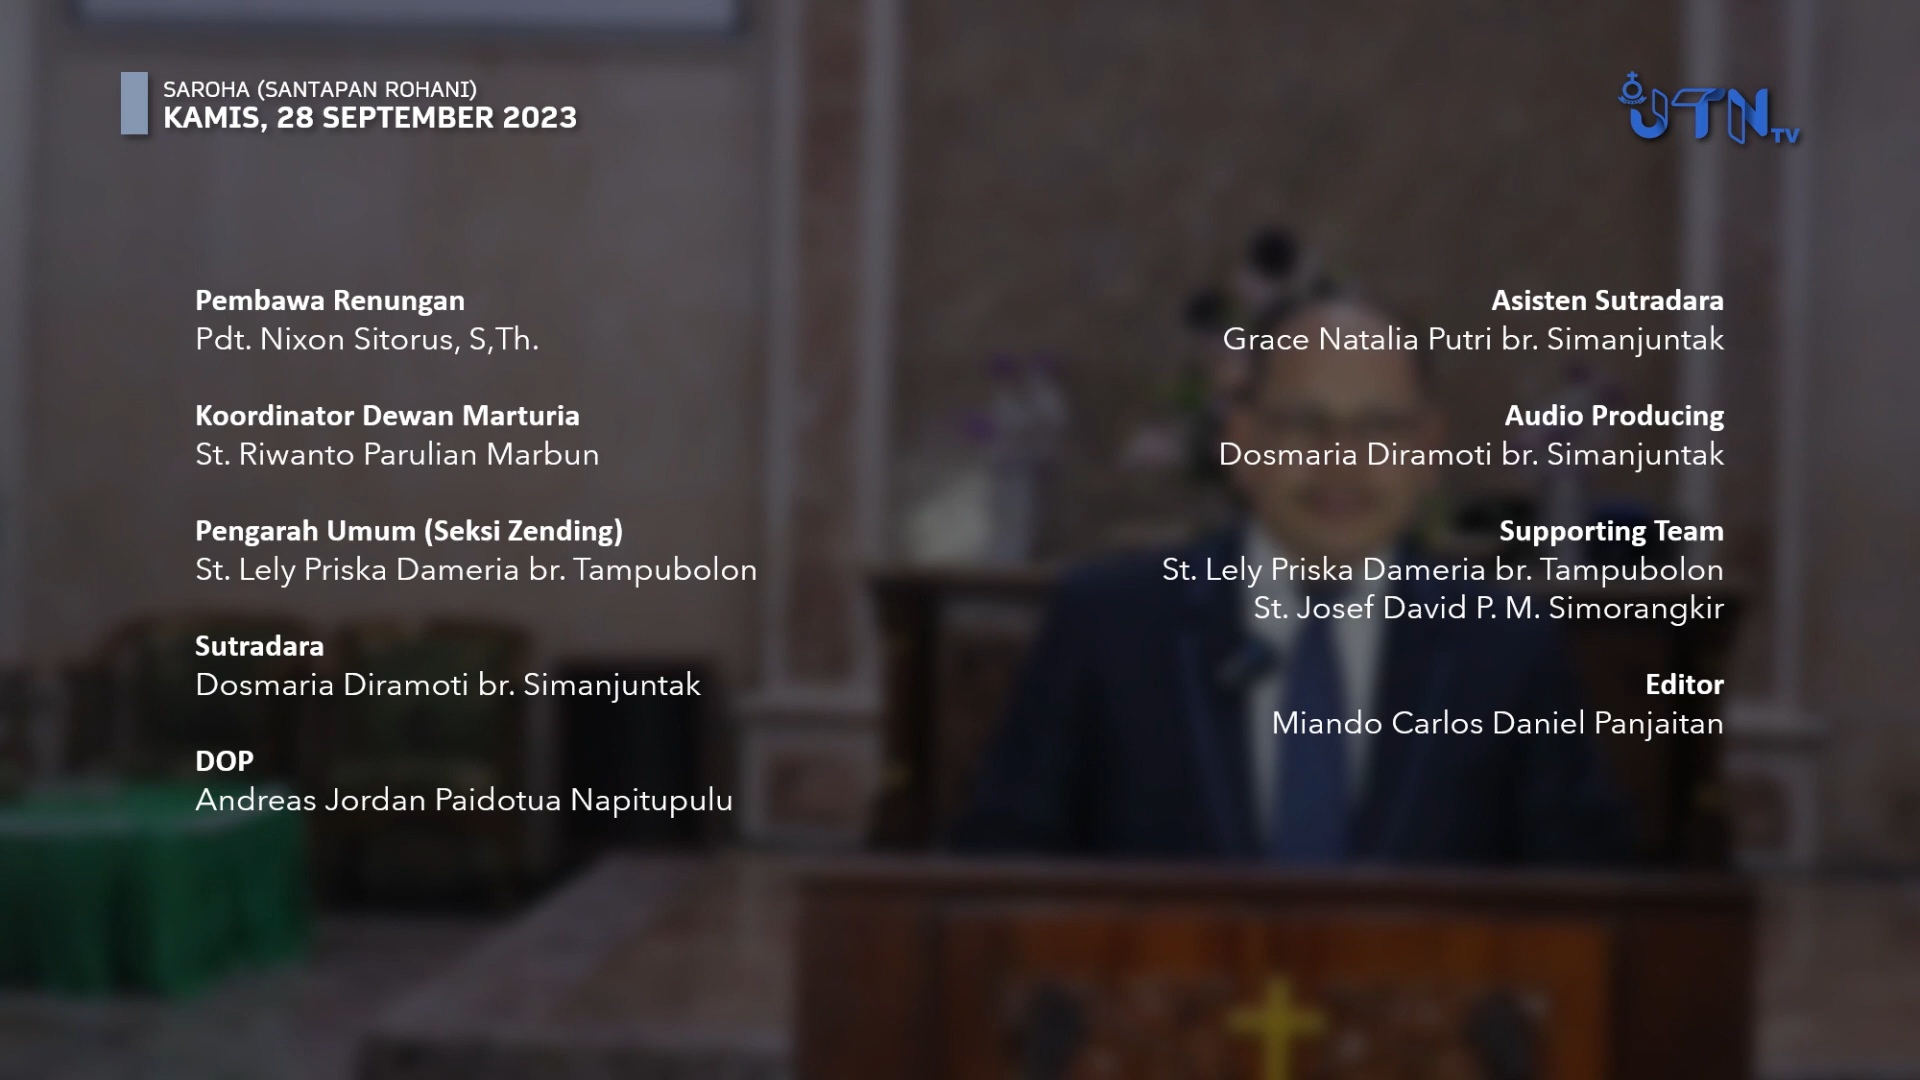 SAROHA (SANTAPAN ROHANI)
KAMIS, 28 SEPTEMBER 2023
UTN TV
Pembawa Renungan
Pdt. Nixon Sitorus, S,Th.
Koordinator Dewan Marturia
St. Riwanto Parulian Marbun
Pengarah Umum (Seksi Zending)
St. Lely Priska Dameria br. Tampubolon
Sutradara
Dosmaria Diramoti br. Simanjuntak
DOP
Andreas Jordan Paidotua Napitupulu
Asisten Sutradara
Grace Natalia Putri br. Simanjuntak
Audio Producing
Dosmaria Diramoti br. Simanjuntak
Supporting Team
St. Lely Priska Dameria br. Tampubolon
St. Josef David P. M. Simorangkir
Editor
Miando Carlos Daniel Panjaitan